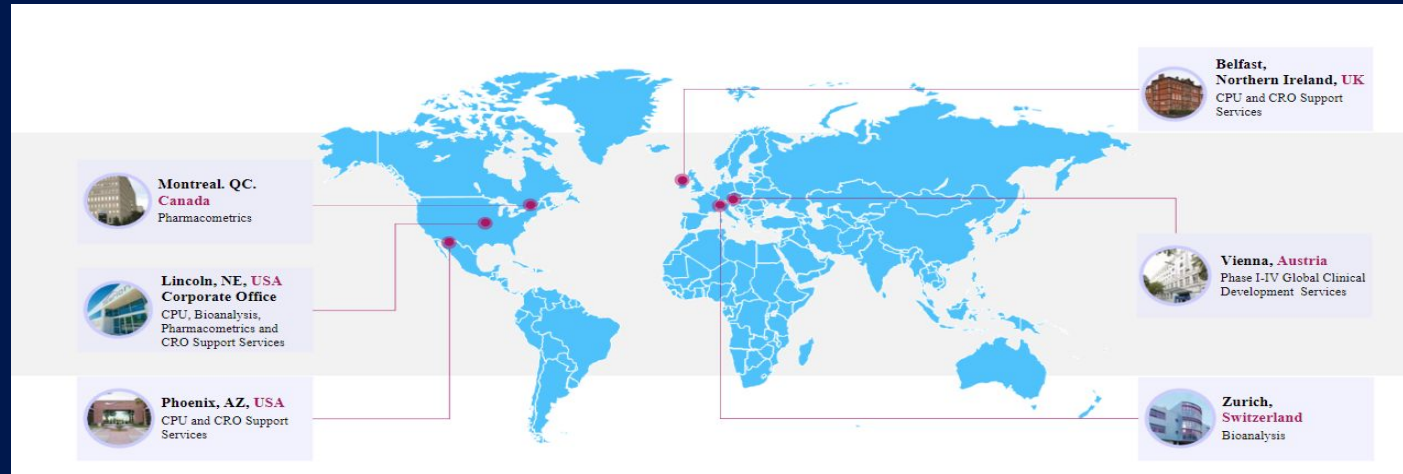 Belfast,
Northern Ireland, UK
CPU and CRO Support
Services
Montreal. QC.
Canada
Pharmacometrics
Lincoln, NE, USA
Corporate Office
CPU, Bioanalysis,
Pharmacometrics and
CRO Support Services
Vienna, Austria
Phase I-IV Global Clinical
Development Services
Phoenix, AZ, USA
CPU and CRO Support
Services
Zurich,
Switzerland
Bioanalysis